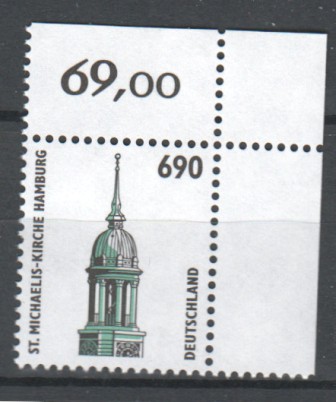 69,00
690
ST. MICHAELIS-KIRCHE HAMBURG
DEUTSCHLAND